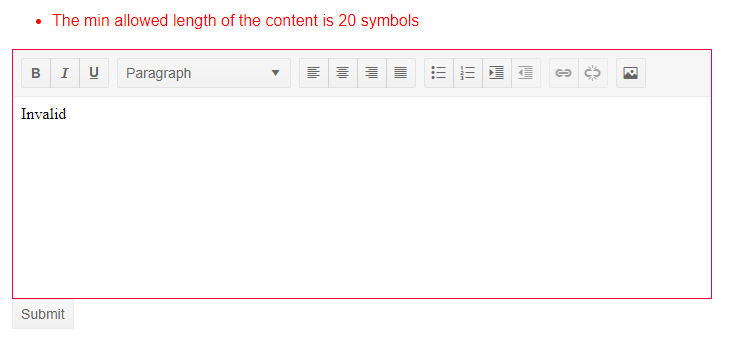 The min allowed length of the content is 20 symbols
B I U Paragraph
Invalid
Submit